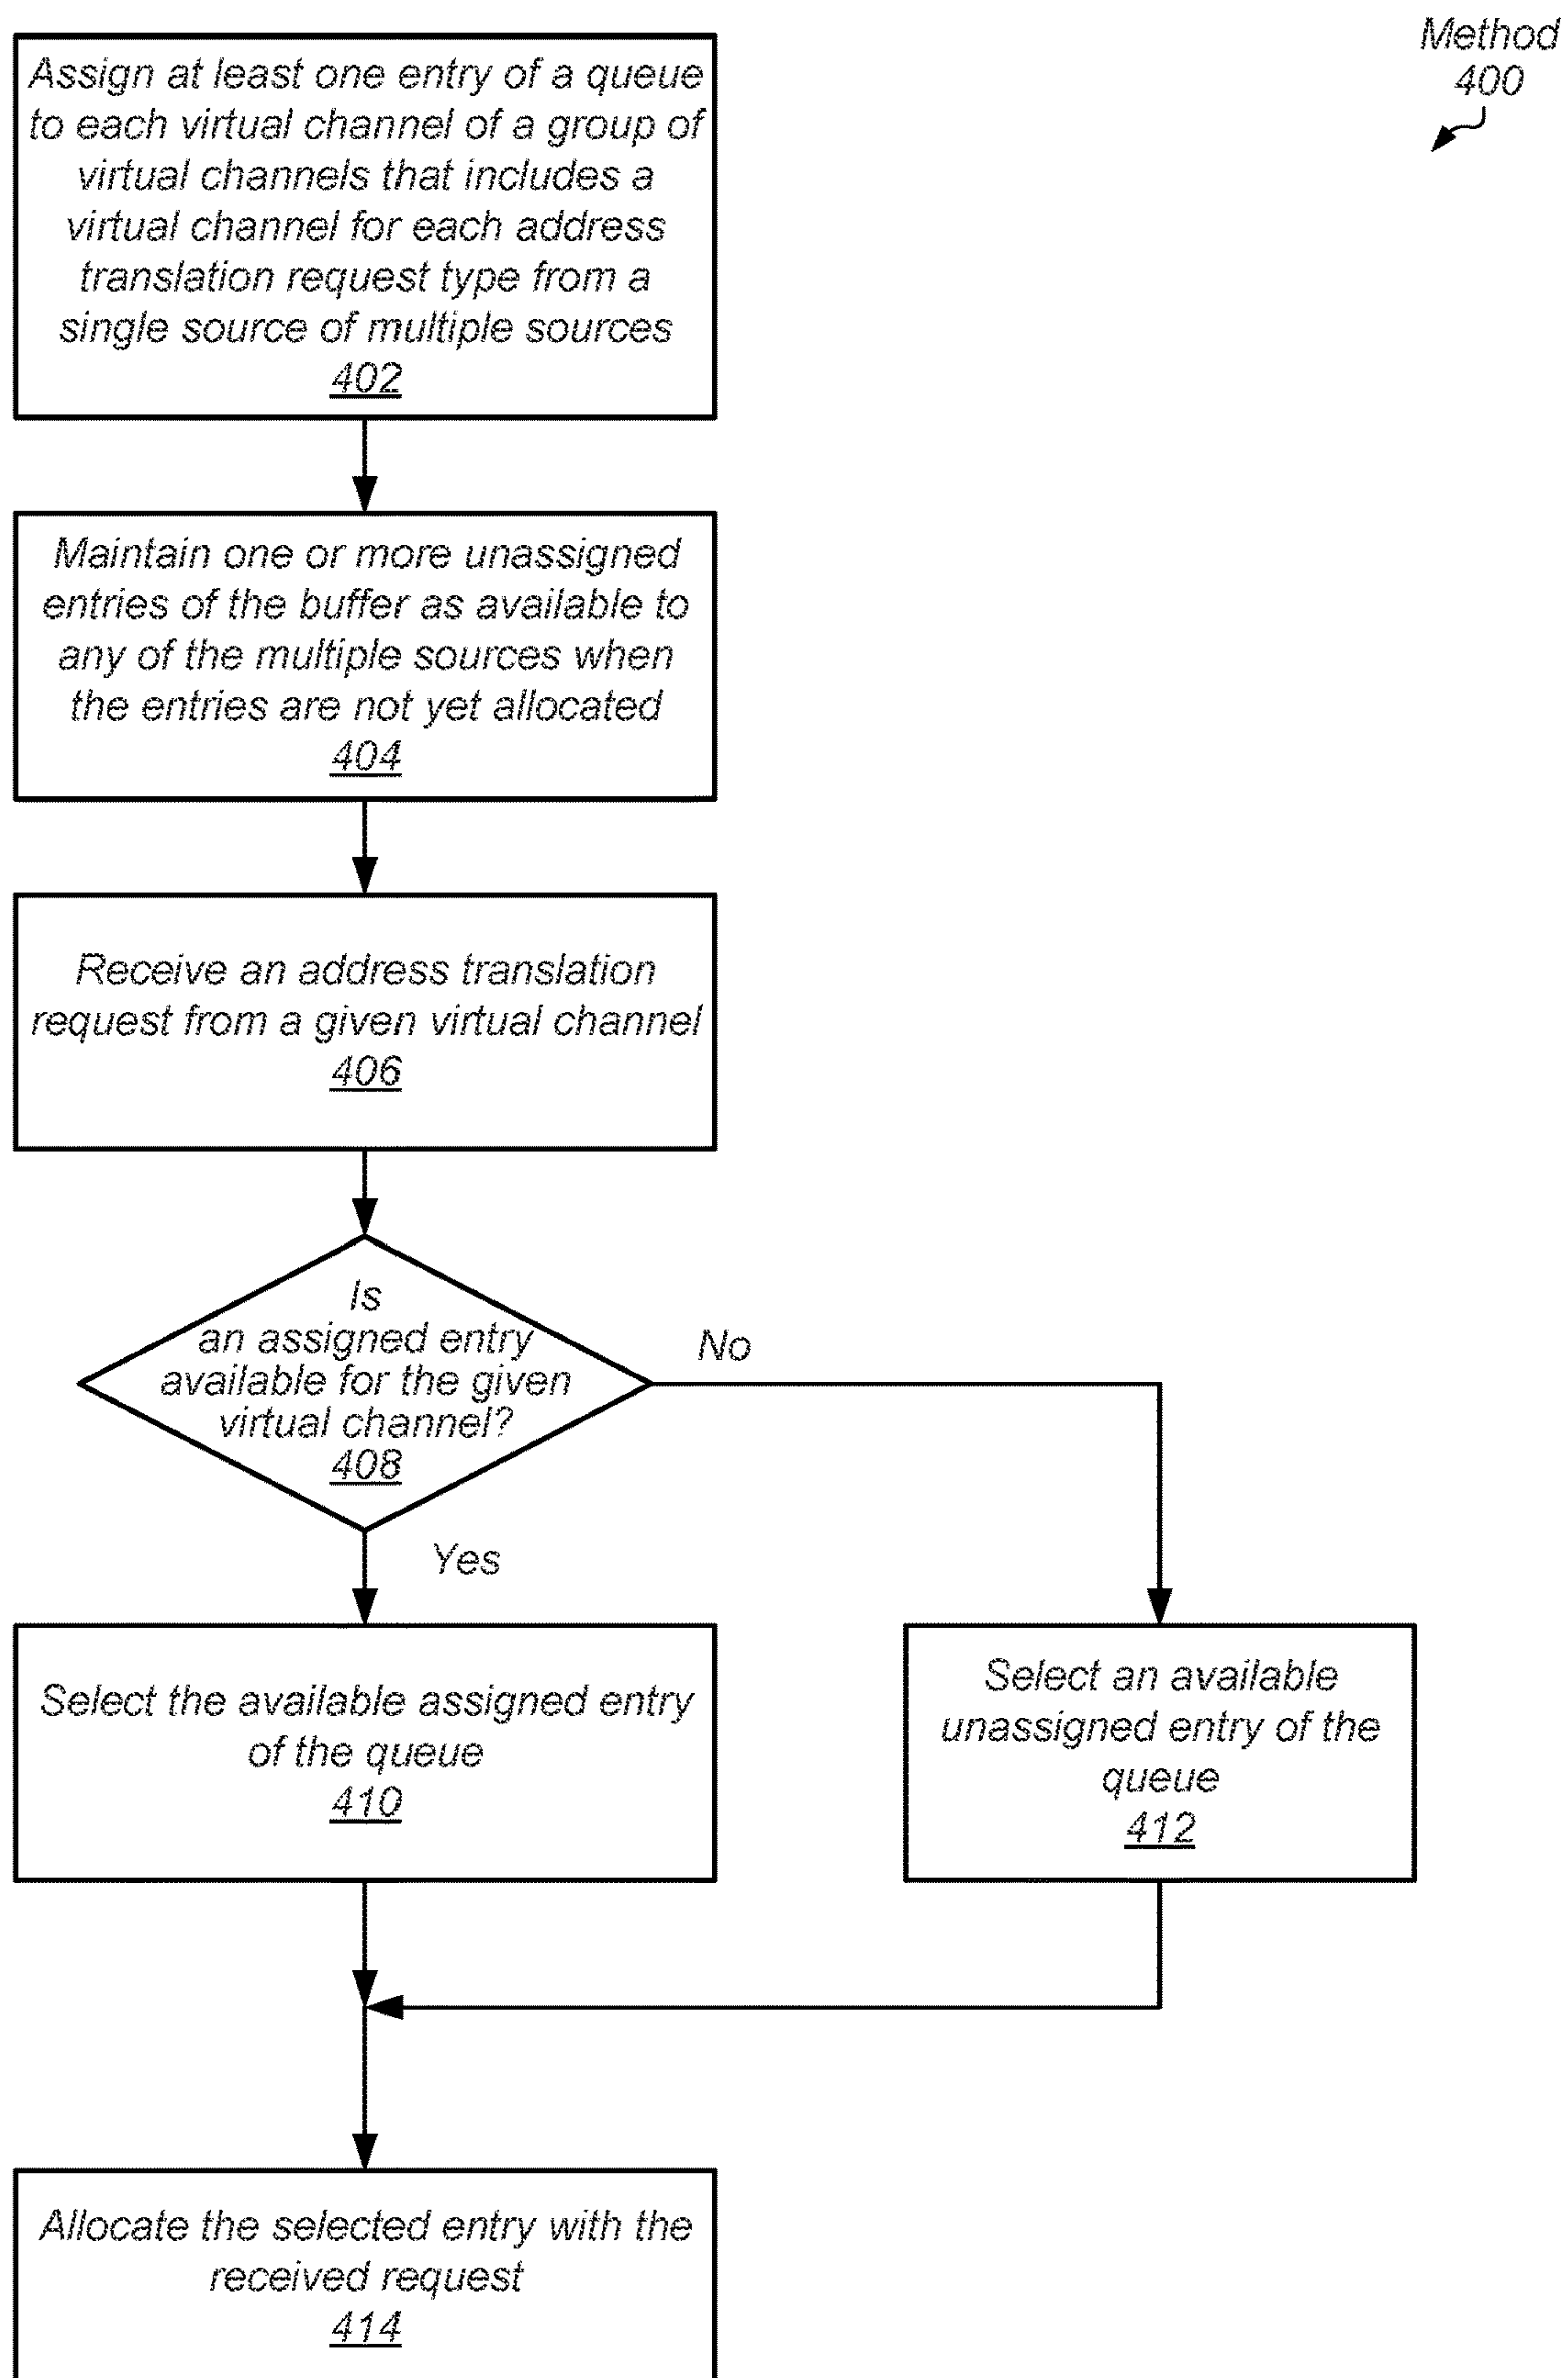 Method
400
Assign at least one entry of a queue
to each virtual channel of a group of
virtual channels that includes a
virtual channel for each address
translation request type from a
single source of multiple sources
402
Maintain one or more unassigned
entries of the buffer as available to
any of the multiple sources when
the entries are not yet allocated
404
Receive an address translation
request from a given virtual channel
406
Is
an assigned entry
available for the given
virtual channel?
408
No
Yes
Select the available assigned entry
of the queue
410
Select an available
unassigned entry of the
queue
412
Allocate the selected entry with the
received request
414